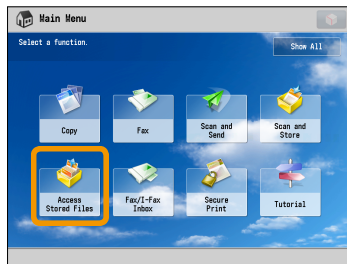 Main Menu
Select a function.
Show All
Copy
Fax
Scan and
Send
Scan and
Store
Access
Stored Files
Fax/I-Fax
Inbox
Secure
Print
Tutorial